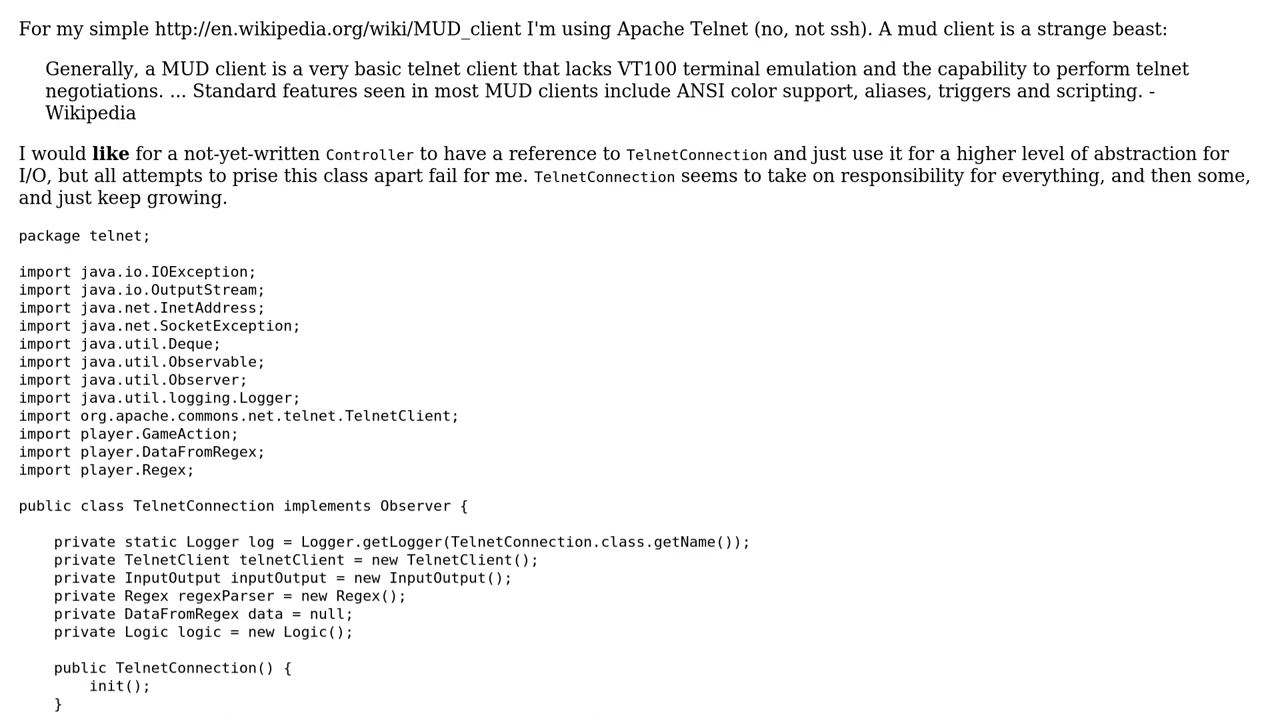 For my simple http://en.wikipedia.org/wiki/MUD_client I'm using Apache Telnet (no, not ssh). A mud client is a strange beast:
Generally, a MUD client is a very basic telnet client that lacks VT100 terminal emulation and the capability to perform telnet
negotiations. ... Standard features seen in most MUD clients include ANSI color support, aliases, triggers and scripting. -
Wikipedia
I would like for a not-yet-written Controller to have a reference to TelnetConnection and just use it for a higher level of abstraction for
I/O, but all attempts to prise this class apart fail for me. TelnetConnection seems to take on responsibility for everything, and then some,
and just keep growing.
package telnet;
import java.io.IOException;
import java.io.OutputStream;
import java.net.InetAddress;
import java.net.SocketException;
import java.util.Deque;
import java.util.Observable;
import java.util.Observer;
import java.util.logging.Logger;
import org.apache.commons.net.telnet.TelnetClient;
import player.GameAction;
import player.DataFromRegex;
import player.Regex;
public class TelnetConnection implements Observer {
    private static Logger log = Logger.getLogger(TelnetConnection.class.getName());
    private TelnetClient telnetClient = new TelnetClient();
    private InputOutput inputOutput = new InputOutput();
    private Regex regexParser = new Regex();
    private DataFromRegex data = null;
    private Logic logic = new Logic();
    public TelnetConnection() {
        init();
    }